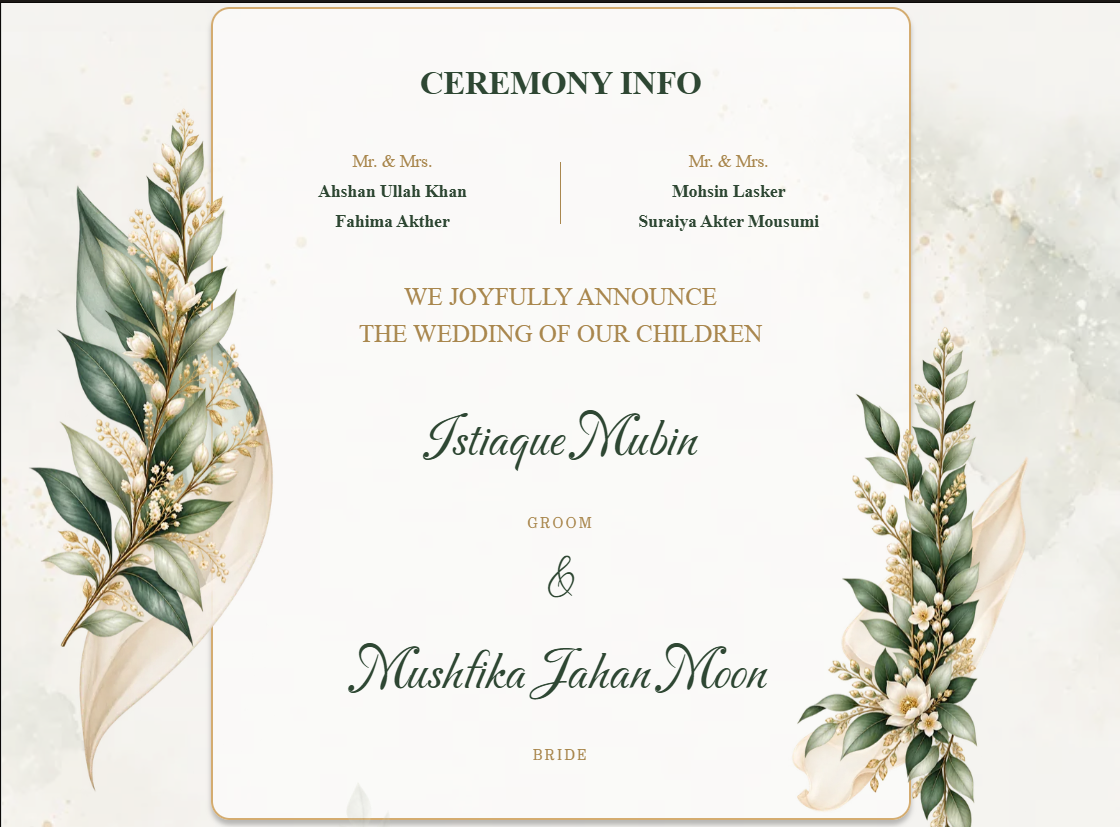 CEREMONY INFO
Mr. & Mrs.
Ahshan Ullah Khan
Fahima Akther
Mr. & Mrs.
Mohsin Lasker
Suraiya Akter Mousumi
WE JOYFULLY ANNOUNCE
THE WEDDING OF OUR CHILDREN
Istiaque Mubin
GROOM
&
Mushfika Jahan Moon
BRIDE